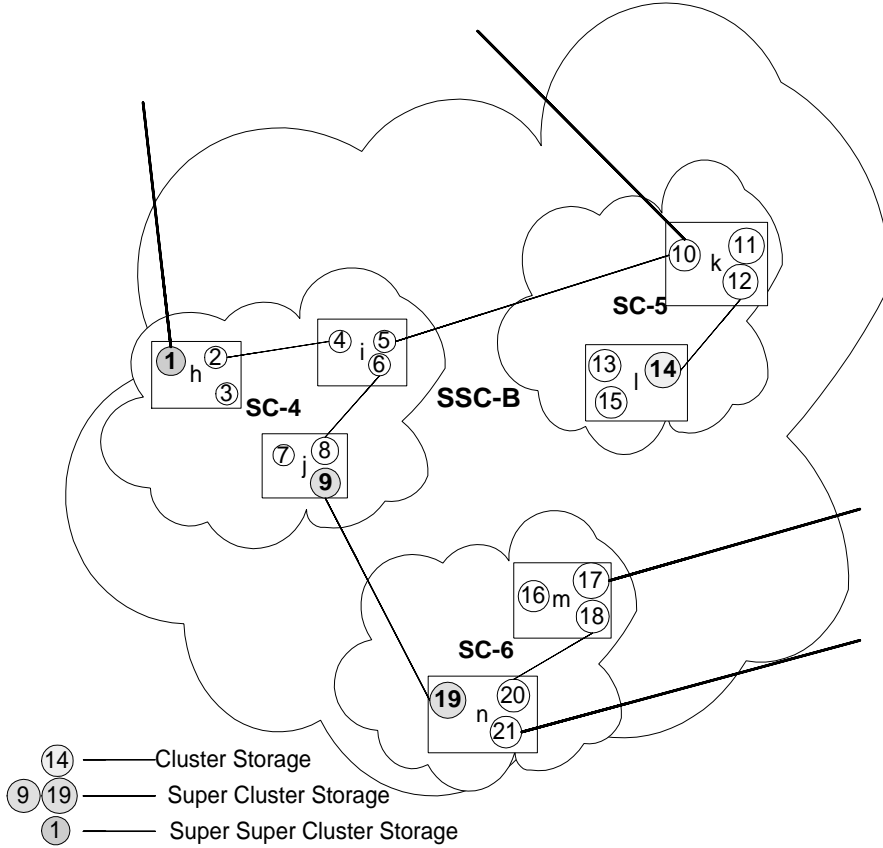 10 k 11
12
SC-5
1 h 2
3
4 i 5
6
SC-4
SSC-B
13 l 14
15
7 j 8
9
16 m 17
18
SC-6
19 n 20
21
14 Cluster Storage
9 19 Super Cluster Storage
1 Super Super Cluster Storage